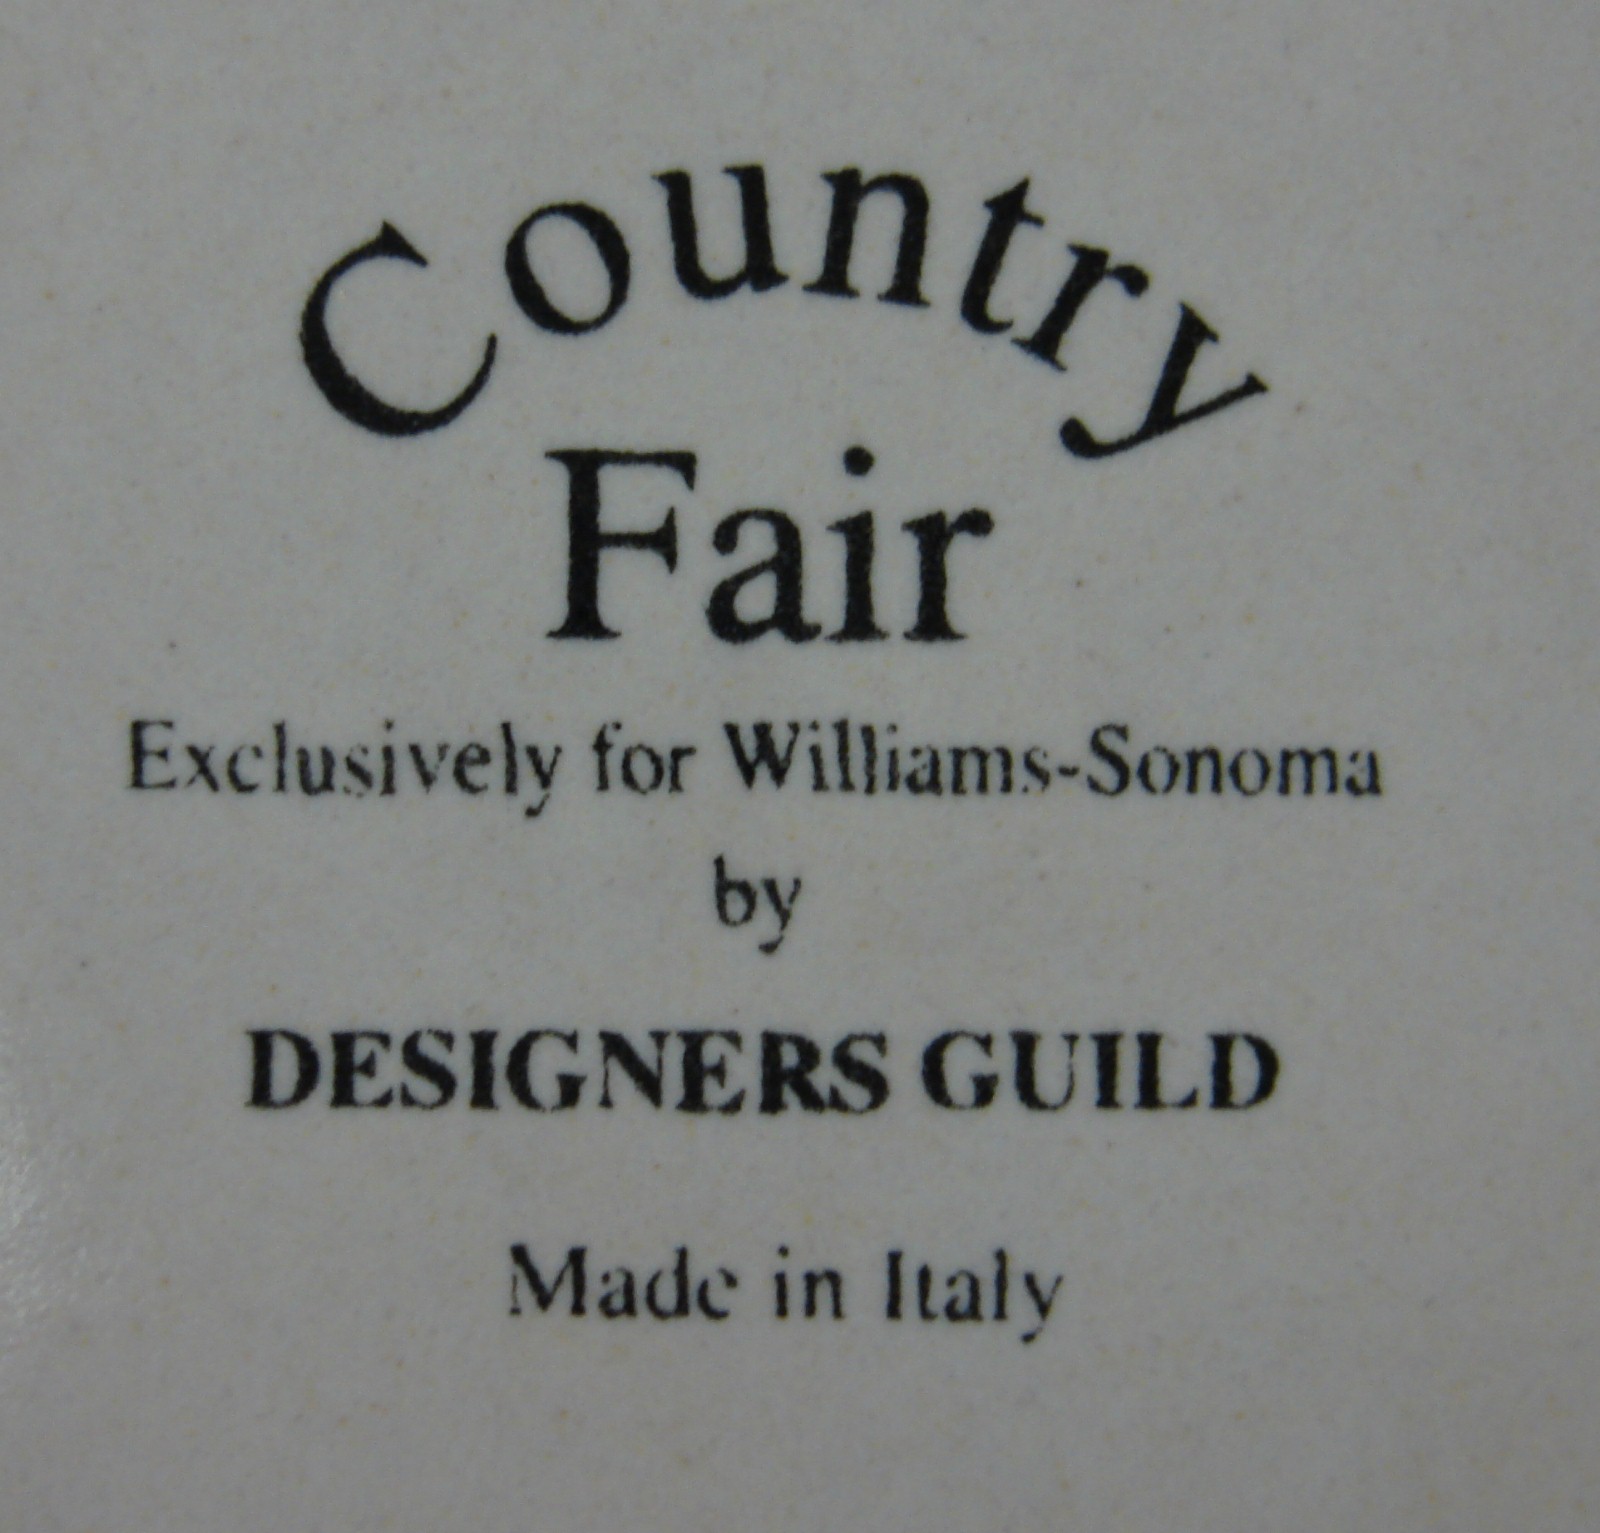 Country
Fair
Exclusively for Williams-Sonoma
by
DESIGNERS GUILD
Made in Italy